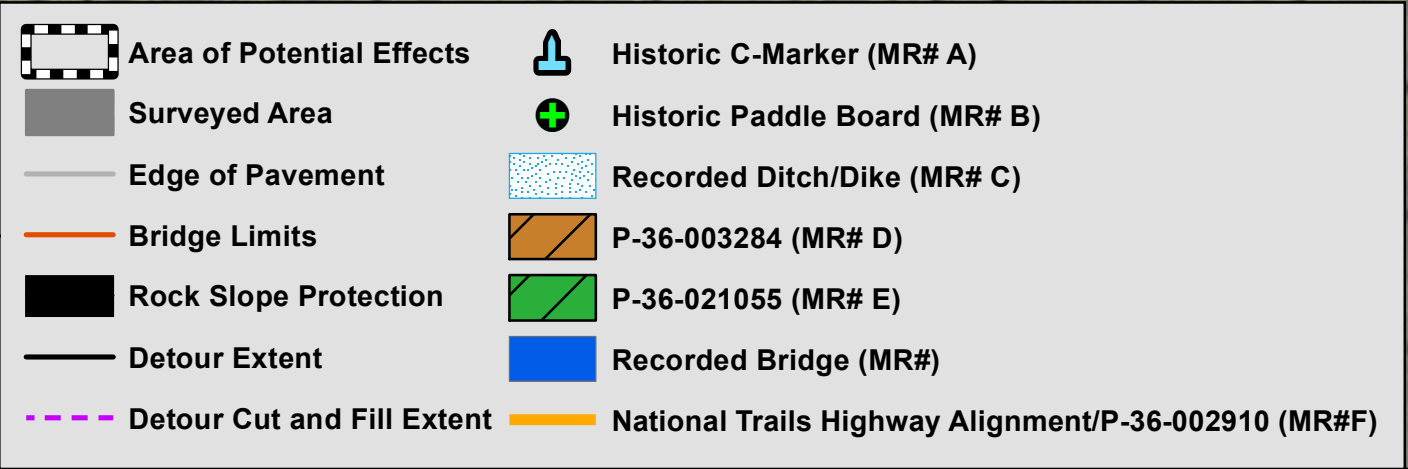 Area of Potential Effects
Surveyed Area
Edge of Pavement
Bridge Limits
Rock Slope Protection
Detour Extent
Detour Cut and Fill Extent
Historic C-Marker (MR# A)
Historic Paddle Board (MR# B)
Recorded Ditch/Dike (MR# C)
P-36-003284 (MR# D)
P-36-021055 (MR# E)
Recorded Bridge (MR#)
National Trails Highway Alignment/P-36-002910 (MR#F)